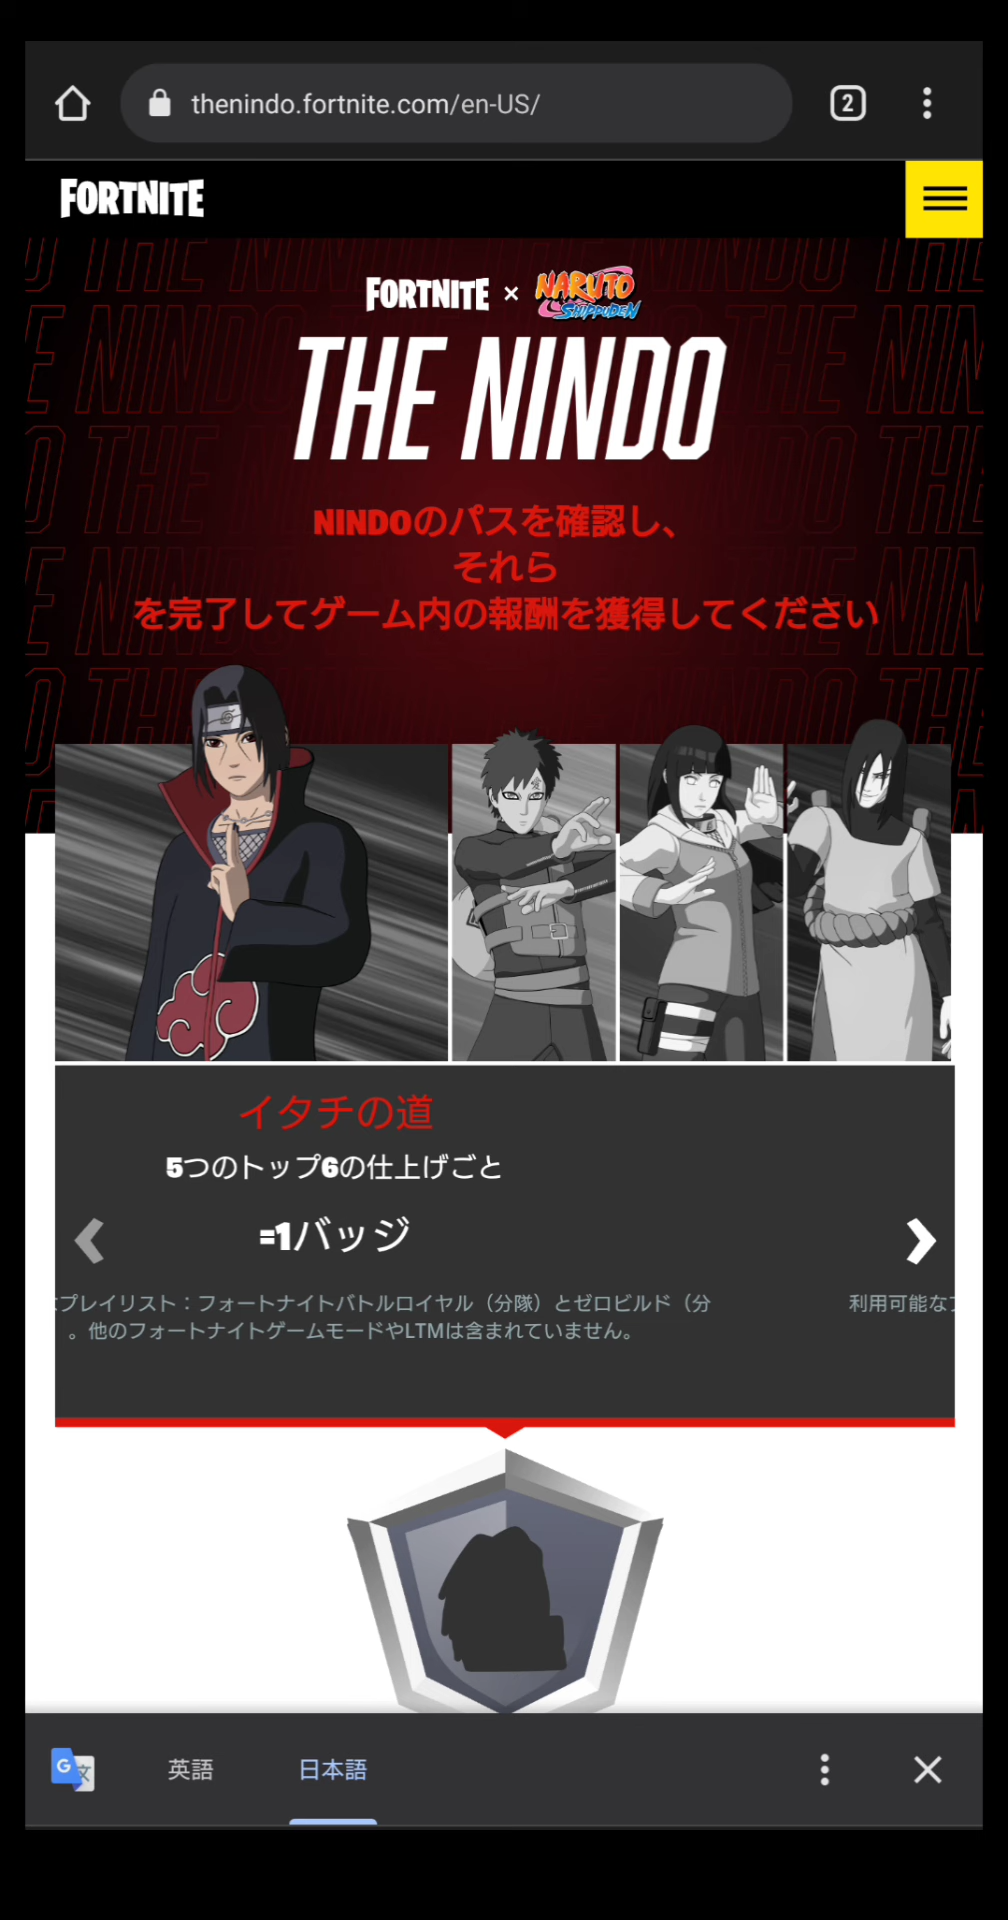 thenindo.fortnite.com/en-US/
2
FORTNITE
FORTNITE × NARUTO SHIPPUDEN
THE NINDO
NINDOのパスを確認し、
それら
を完了してゲーム内の報酬を獲得してください
イタチの道
5つのトップ6の仕上げごと
=1バッジ
プレイリスト：フォートナイトバトルロイヤル（分隊）とゼロビルド（分
。他のフォートナイトゲームモードやLTMは含まれていません。
利用可能な
英語
日本語